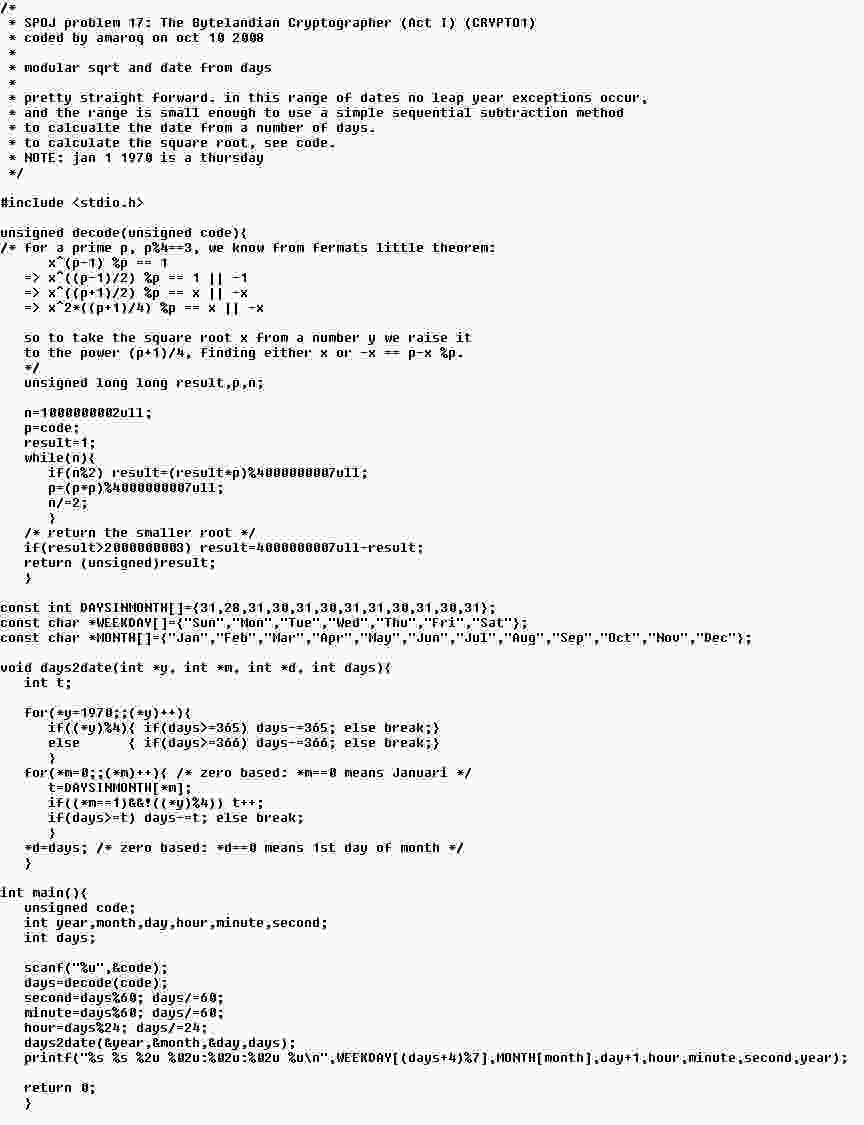 /*
 * SPOJ problem 17: The Bytelandian Cryptographer (Act I) (CRYPTO1)
 * coded by amaroq on oct 10 2008
 *
 * modular sqrt and date from days
 *
 * pretty straight forward. in this range of dates no leap year exceptions occur,
 * and the range is small enough to use a simple sequential subtraction method
 * to calcualte the date from a number of days.
 * to calculate the square root, see code.
 * NOTE: jan 1 1970 is a thursday
 */

#include <stdio.h>

unsigned decode(unsigned code){
/* for a prime p, p%4==3, we know from fermats little theorem:
      x^(p-1) %p == 1
   => x^((p-1)/2) %p == 1 || -1
   => x^((p+1)/2) %p == x || -x
   => x^2*((p+1)/4) %p == x || -x

   so to take the square root x from a number y we raise it
   to the power (p+1)/4, finding either x or -x == p-x %p.
   */
   unsigned long long result,p,n;

   n=1000000002ull;
   p=code;
   result=1;
   while(n){
      if(n%2) result=(result*p)%4000000007ull;
      p=(p*p)%4000000007ull;
      n/=2;
      }
   /* return the smaller root */
   if(result>2000000003) result=4000000007ull-result;
   return (unsigned)result;
   }

const int DAYSINMONTH[]={31,28,31,30,31,30,31,31,30,31,30,31};
const char *WEEKDAY[]={"Sun","Mon","Tue","Wed","Thu","Fri","Sat"};
const char *MONTH[]={"Jan","Feb","Mar","Apr","May","Jun","Jul","Aug","Sep","Oct","Nov","Dec"};

void days2date(int *y, int *m, int *d, int days){
   int t;

   for(*y=1970;;(*y)++){
      if((*y)%4){ if(days>=365) days-=365; else break;}
      else      { if(days>=366) days-=366; else break;}
      }
   for(*m=0;;(*m)++){ /* zero based: *m==0 means Januari */
      t=DAYSINMONTH[*m];
      if((*m==1)&&!((*y)%4)) t++;
      if(days>=t) days-=t; else break;
      }
   *d=days; /* zero based: *d==0 means 1st day of month */
   }

int main(){
   unsigned code;
   int year,month,day,hour,minute,second;
   int days;

   scanf("%u",&code);
   days=decode(code);
   second=days%60; days/=60;
   minute=days%60; days/=60;
   hour=days%24; days/=24;
   days2date(&year,&month,&day,days);
   printf("%s %s %2u %02u:%02u:%02u %u\n",WEEKDAY[(days+4)%7],MONTH[month],day+1,hour,minute,second,year);

   return 0;
   }